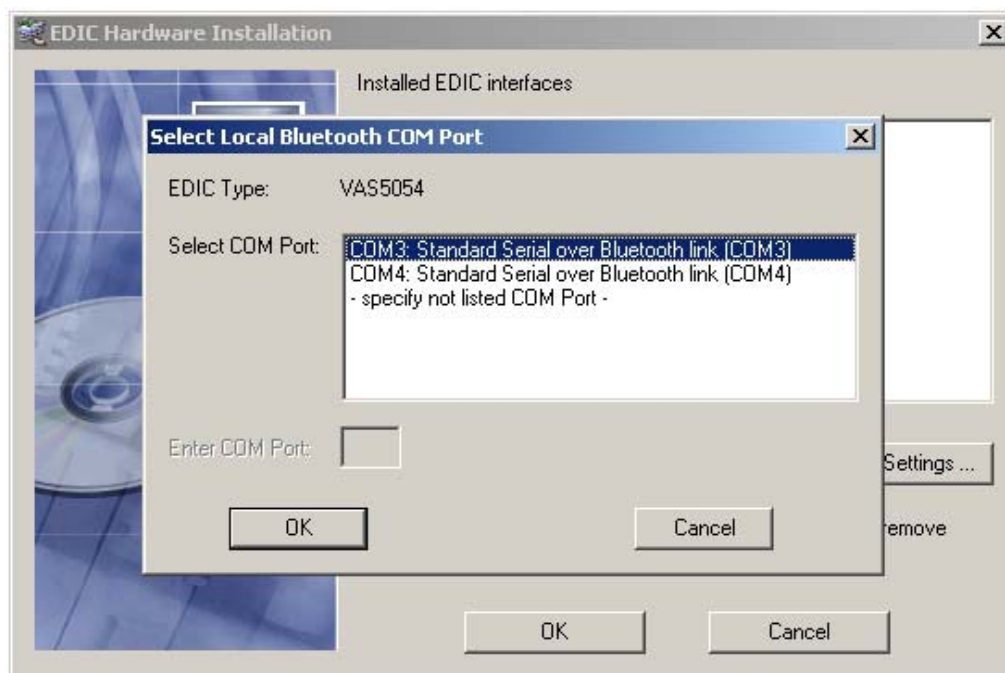 EDIC Hardware Installation
Installed EDIC interfaces
Select Local Bluetooth COM Port
EDIC Type: VAS5054
Select COM Port: COM3: Standard Serial over Bluetooth link (COM3)
COM4: Standard Serial over Bluetooth link (COM4)
- specify not listed COM Port -
Enter COM Port:
Settings ...
OK Cancel
remove
OK Cancel